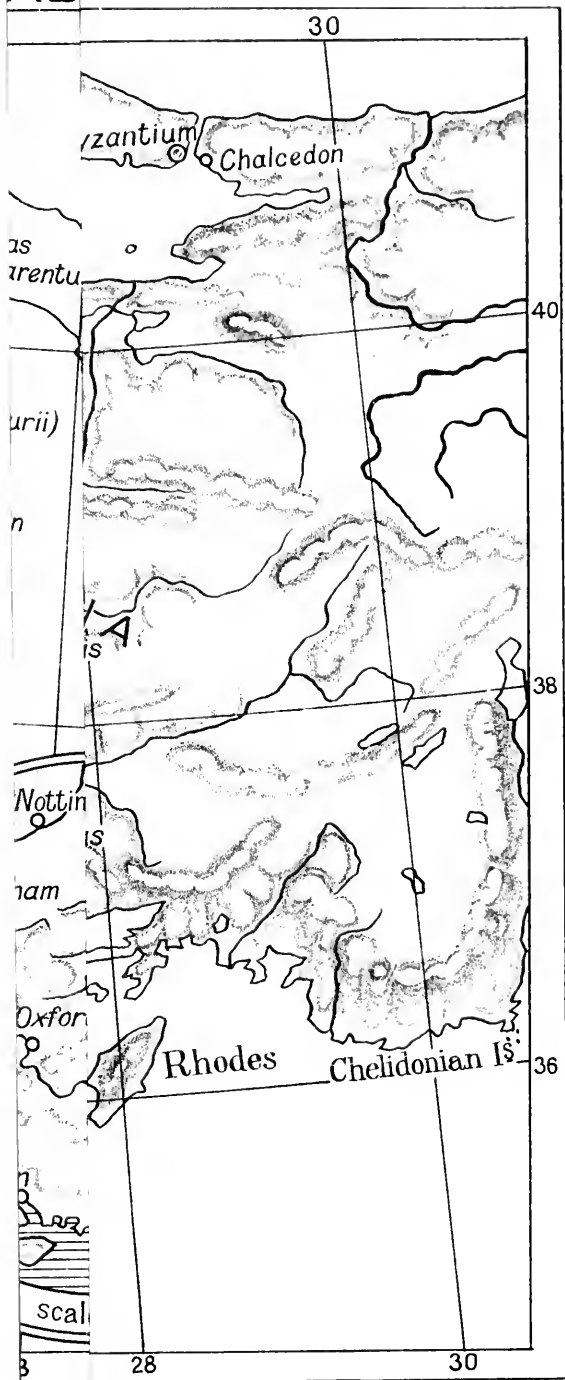 30
yzantium
Chalcedon
as
arentu
40
urii)
n
A
is
38
Nottin
is
ham
Oxfor
Rhodes
Chelidonian Iṣ.
36
scal
28
30